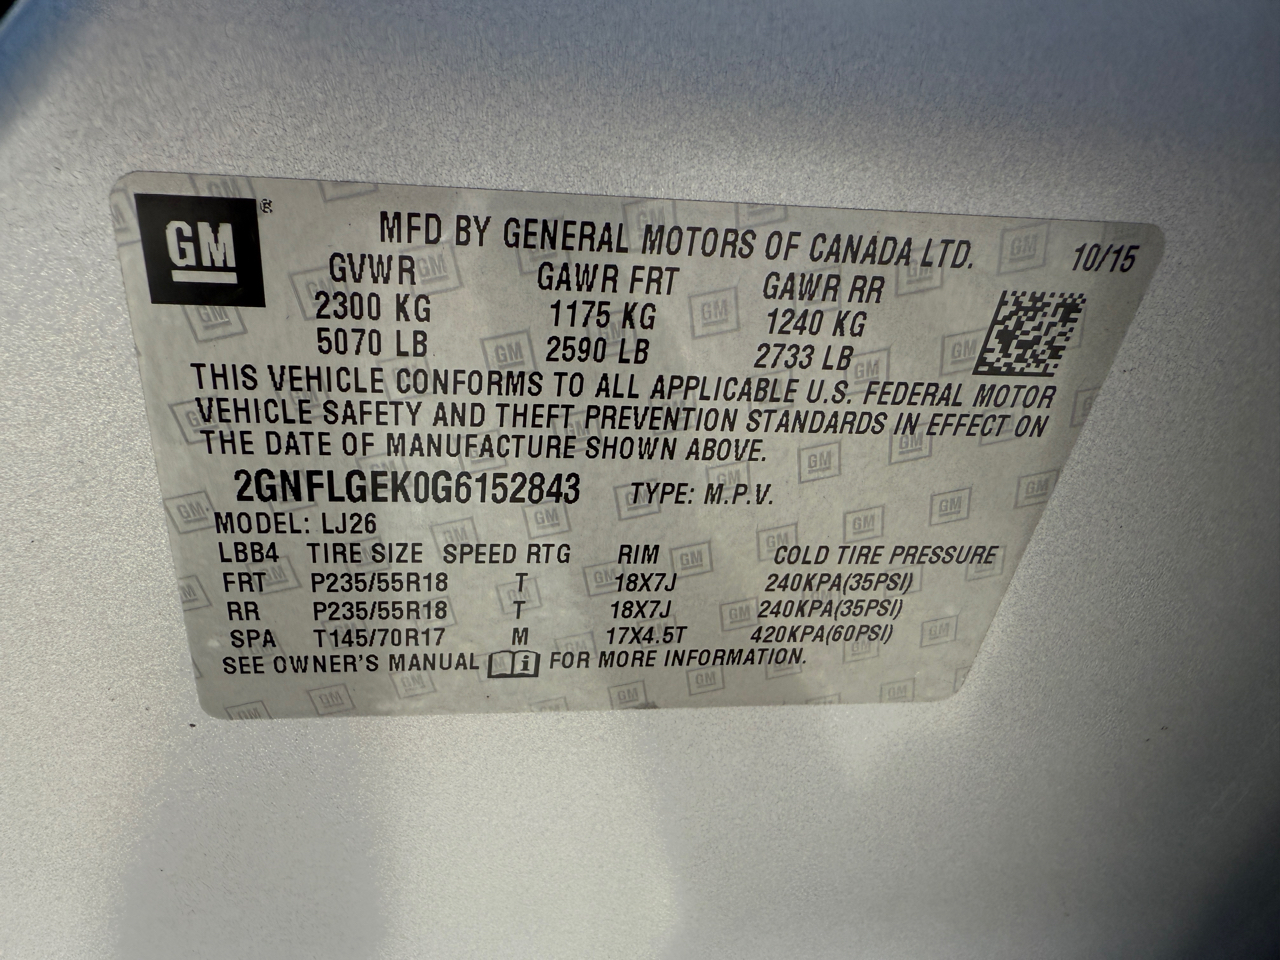 GM ®
MFD BY GENERAL MOTORS OF CANADA LTD. 10/15
GVWR GAWR FRT GAWR RR
2300 KG 1175 KG 1240 KG
5070 LB 2590 LB 2733 LB
THIS VEHICLE CONFORMS TO ALL APPLICABLE U.S. FEDERAL MOTOR
VEHICLE SAFETY AND THEFT PREVENTION STANDARDS IN EFFECT ON
THE DATE OF MANUFACTURE SHOWN ABOVE.
2GNFLGEK0G6152843 TYPE: M.P.V.
MODEL: LJ26
LBB4 TIRE SIZE SPEED RTG RIM COLD TIRE PRESSURE
FRT P235/55R18 T 18X7J 240KPA(35PSI)
RR P235/55R18 T 18X7J 240KPA(35PSI)
SPA T145/70R17 M 17X4.5T 420KPA(60PSI)
SEE OWNER'S MANUAL i FOR MORE INFORMATION.